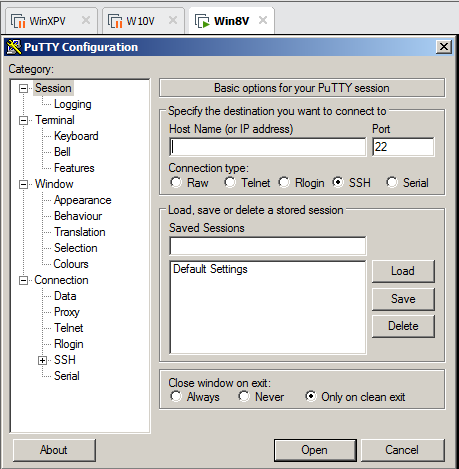 WinXPV
W10V
Win8V
PuTTY Configuration
Category:
Session
Logging
Terminal
Keyboard
Bell
Features
Window
Appearance
Behaviour
Translation
Selection
Colours
Connection
Data
Proxy
Telnet
Rlogin
SSH
Serial
Basic options for your PuTTY session
Specify the destination you want to connect to
Host Name (or IP address) Port
22
Connection type:
Raw Telnet Rlogin SSH Serial
Load, save or delete a stored session
Saved Sessions
Default Settings
Load
Save
Delete
Close window on exit:
Always Never Only on clean exit
About Open Cancel